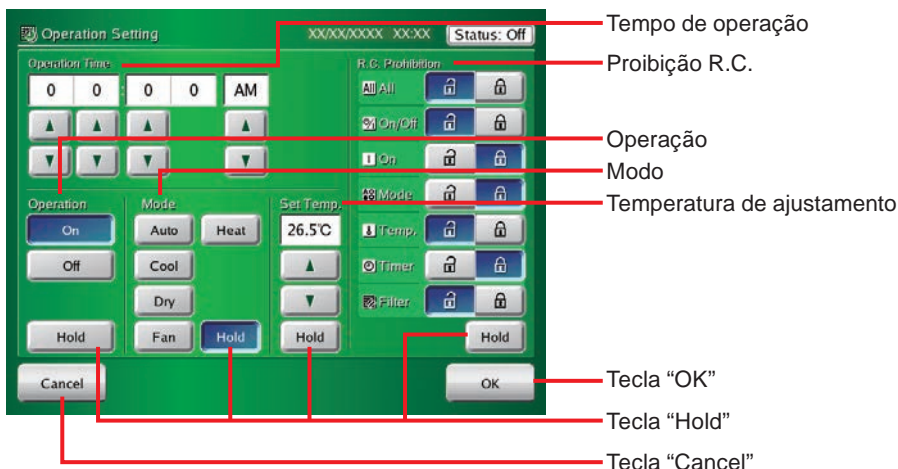 Operation Setting XX/XX/XXXX XX:XX Status: Off
Tempo de operação
Operation Time
R.C. Prohibition
Proibição R.C.
0 0 : 0 0 AM
All All
On/Off
Operação
On
Modo
Mode
Temperatura de ajustamento
Operation
Mode
Set Temp.
On
Auto
Heat
26.5℃
Temp.
Off
Cool
Timer
Dry
Filter
Hold
Fan
Hold
Hold
Hold
Cancel
OK
Tecla “OK”
Tecla “Hold”
Tecla “Cancel”